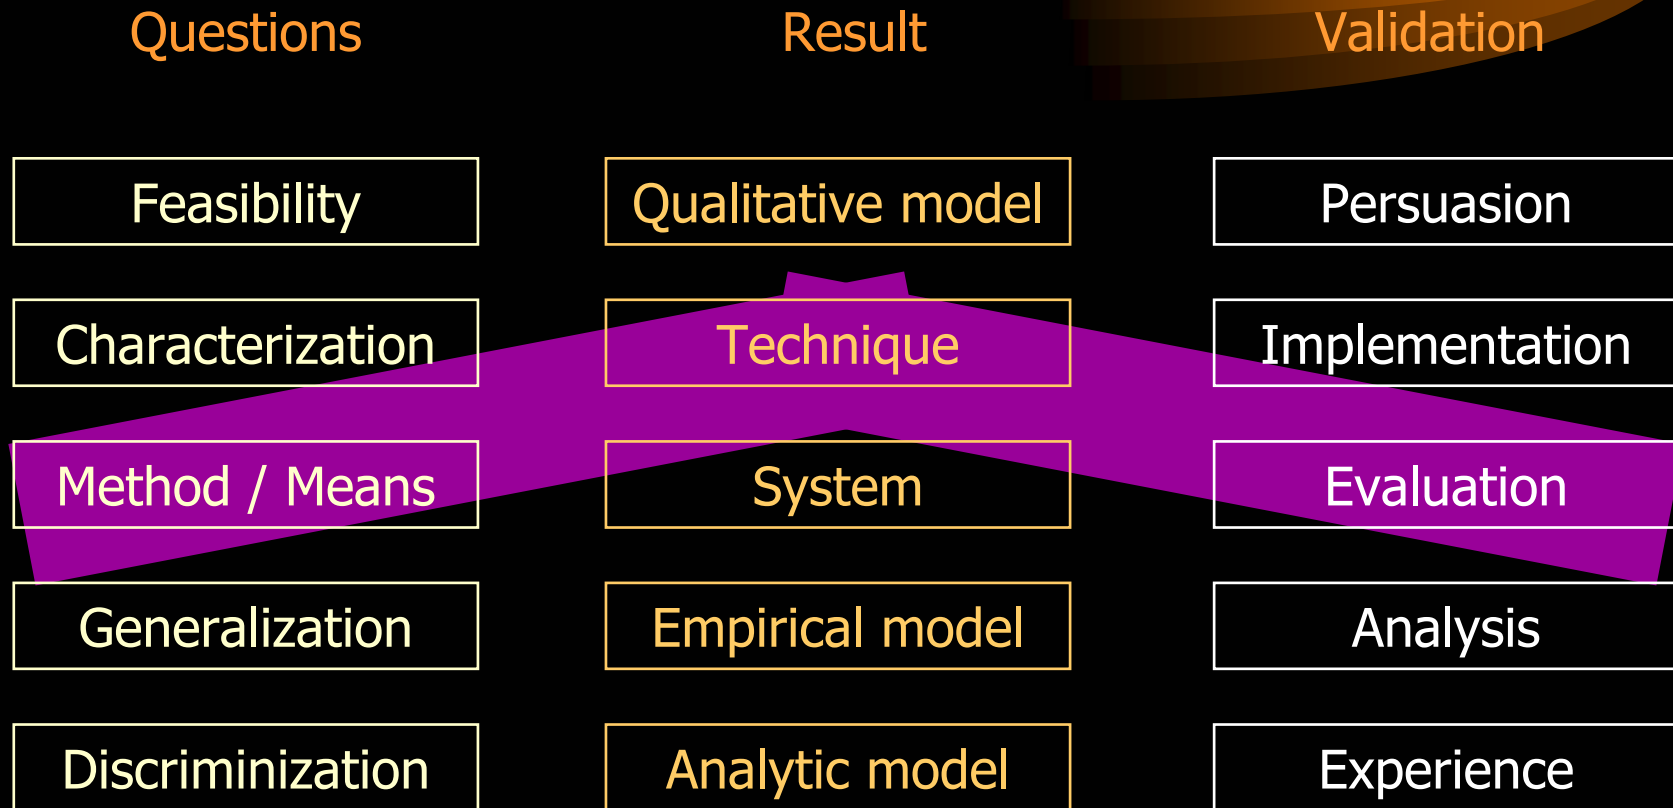 Questions Result Validation
Feasibility Qualitative model Persuasion
Characterization Technique Implementation
Method / Means System Evaluation
Generalization Empirical model Analysis
Discriminization Analytic model Experience